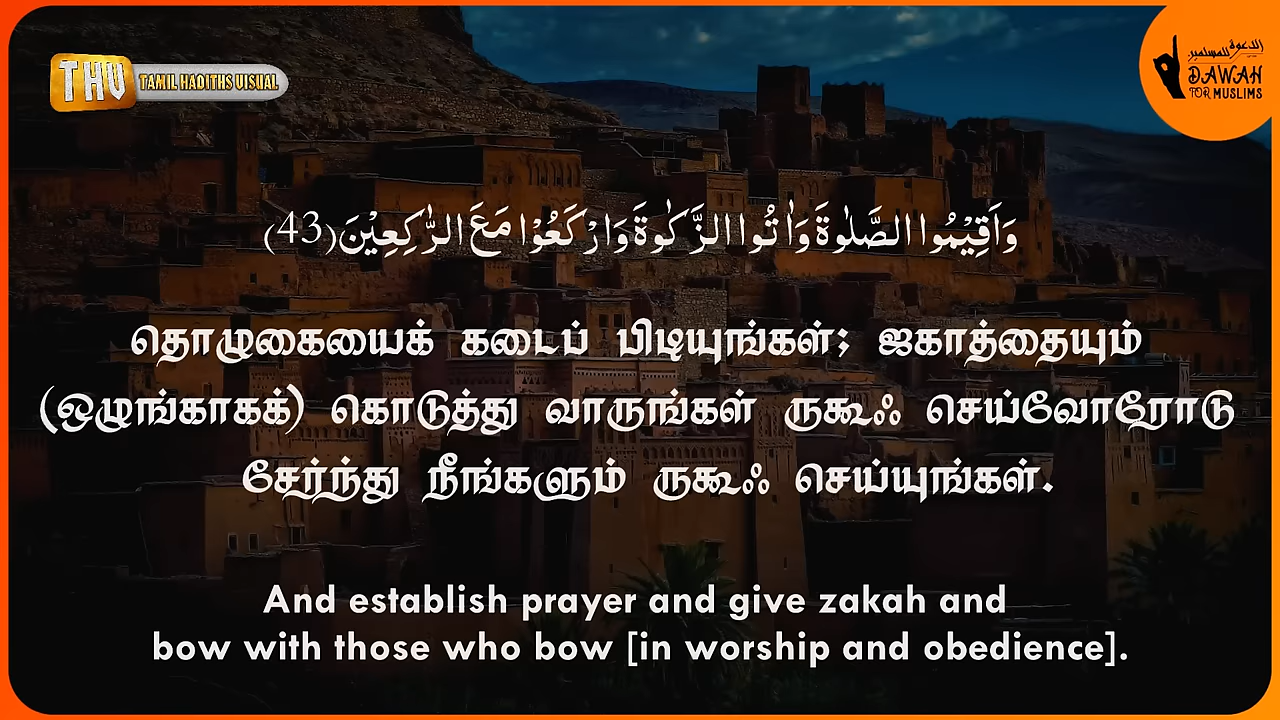 THV TAMIL HADITHS VISUAL
الدعوة للمسلمين
DAWAH
FOR MUSLIMS
وَاَقِيْمُوا الصَّلٰوةَ وَاٰتُوا الزَّكٰوةَ وَارْكَعُوْا مَعَ الرّٰكِعِيْنَ(43)
தொழுகையைக் கடைப் பிடியுங்கள்; ஜகாத்தையும்
(ஒழுங்காகக்) கொடுத்து வாருங்கள் ருகூஃ செய்வோரோடு
சேர்ந்து நீங்களும் ருகூஃ செய்யுங்கள்.
And establish prayer and give zakah and
bow with those who bow [in worship and obedience].